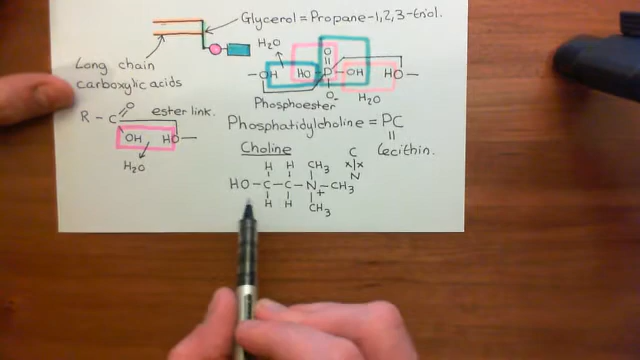 Glycerol = Propane-1,2,3-triol.
Long chain
carboxylic acids
ester link.
R - C = O
OH HO -
H2O
H2O
O
- OH HO - P - OH HO -
O-
H2O
Phosphoester
Phosphatidylcholine = PC
=
Lecithin.
Choline
C
x/x
N
H H CH3
HO - C - C - N - CH3
+
H H CH3